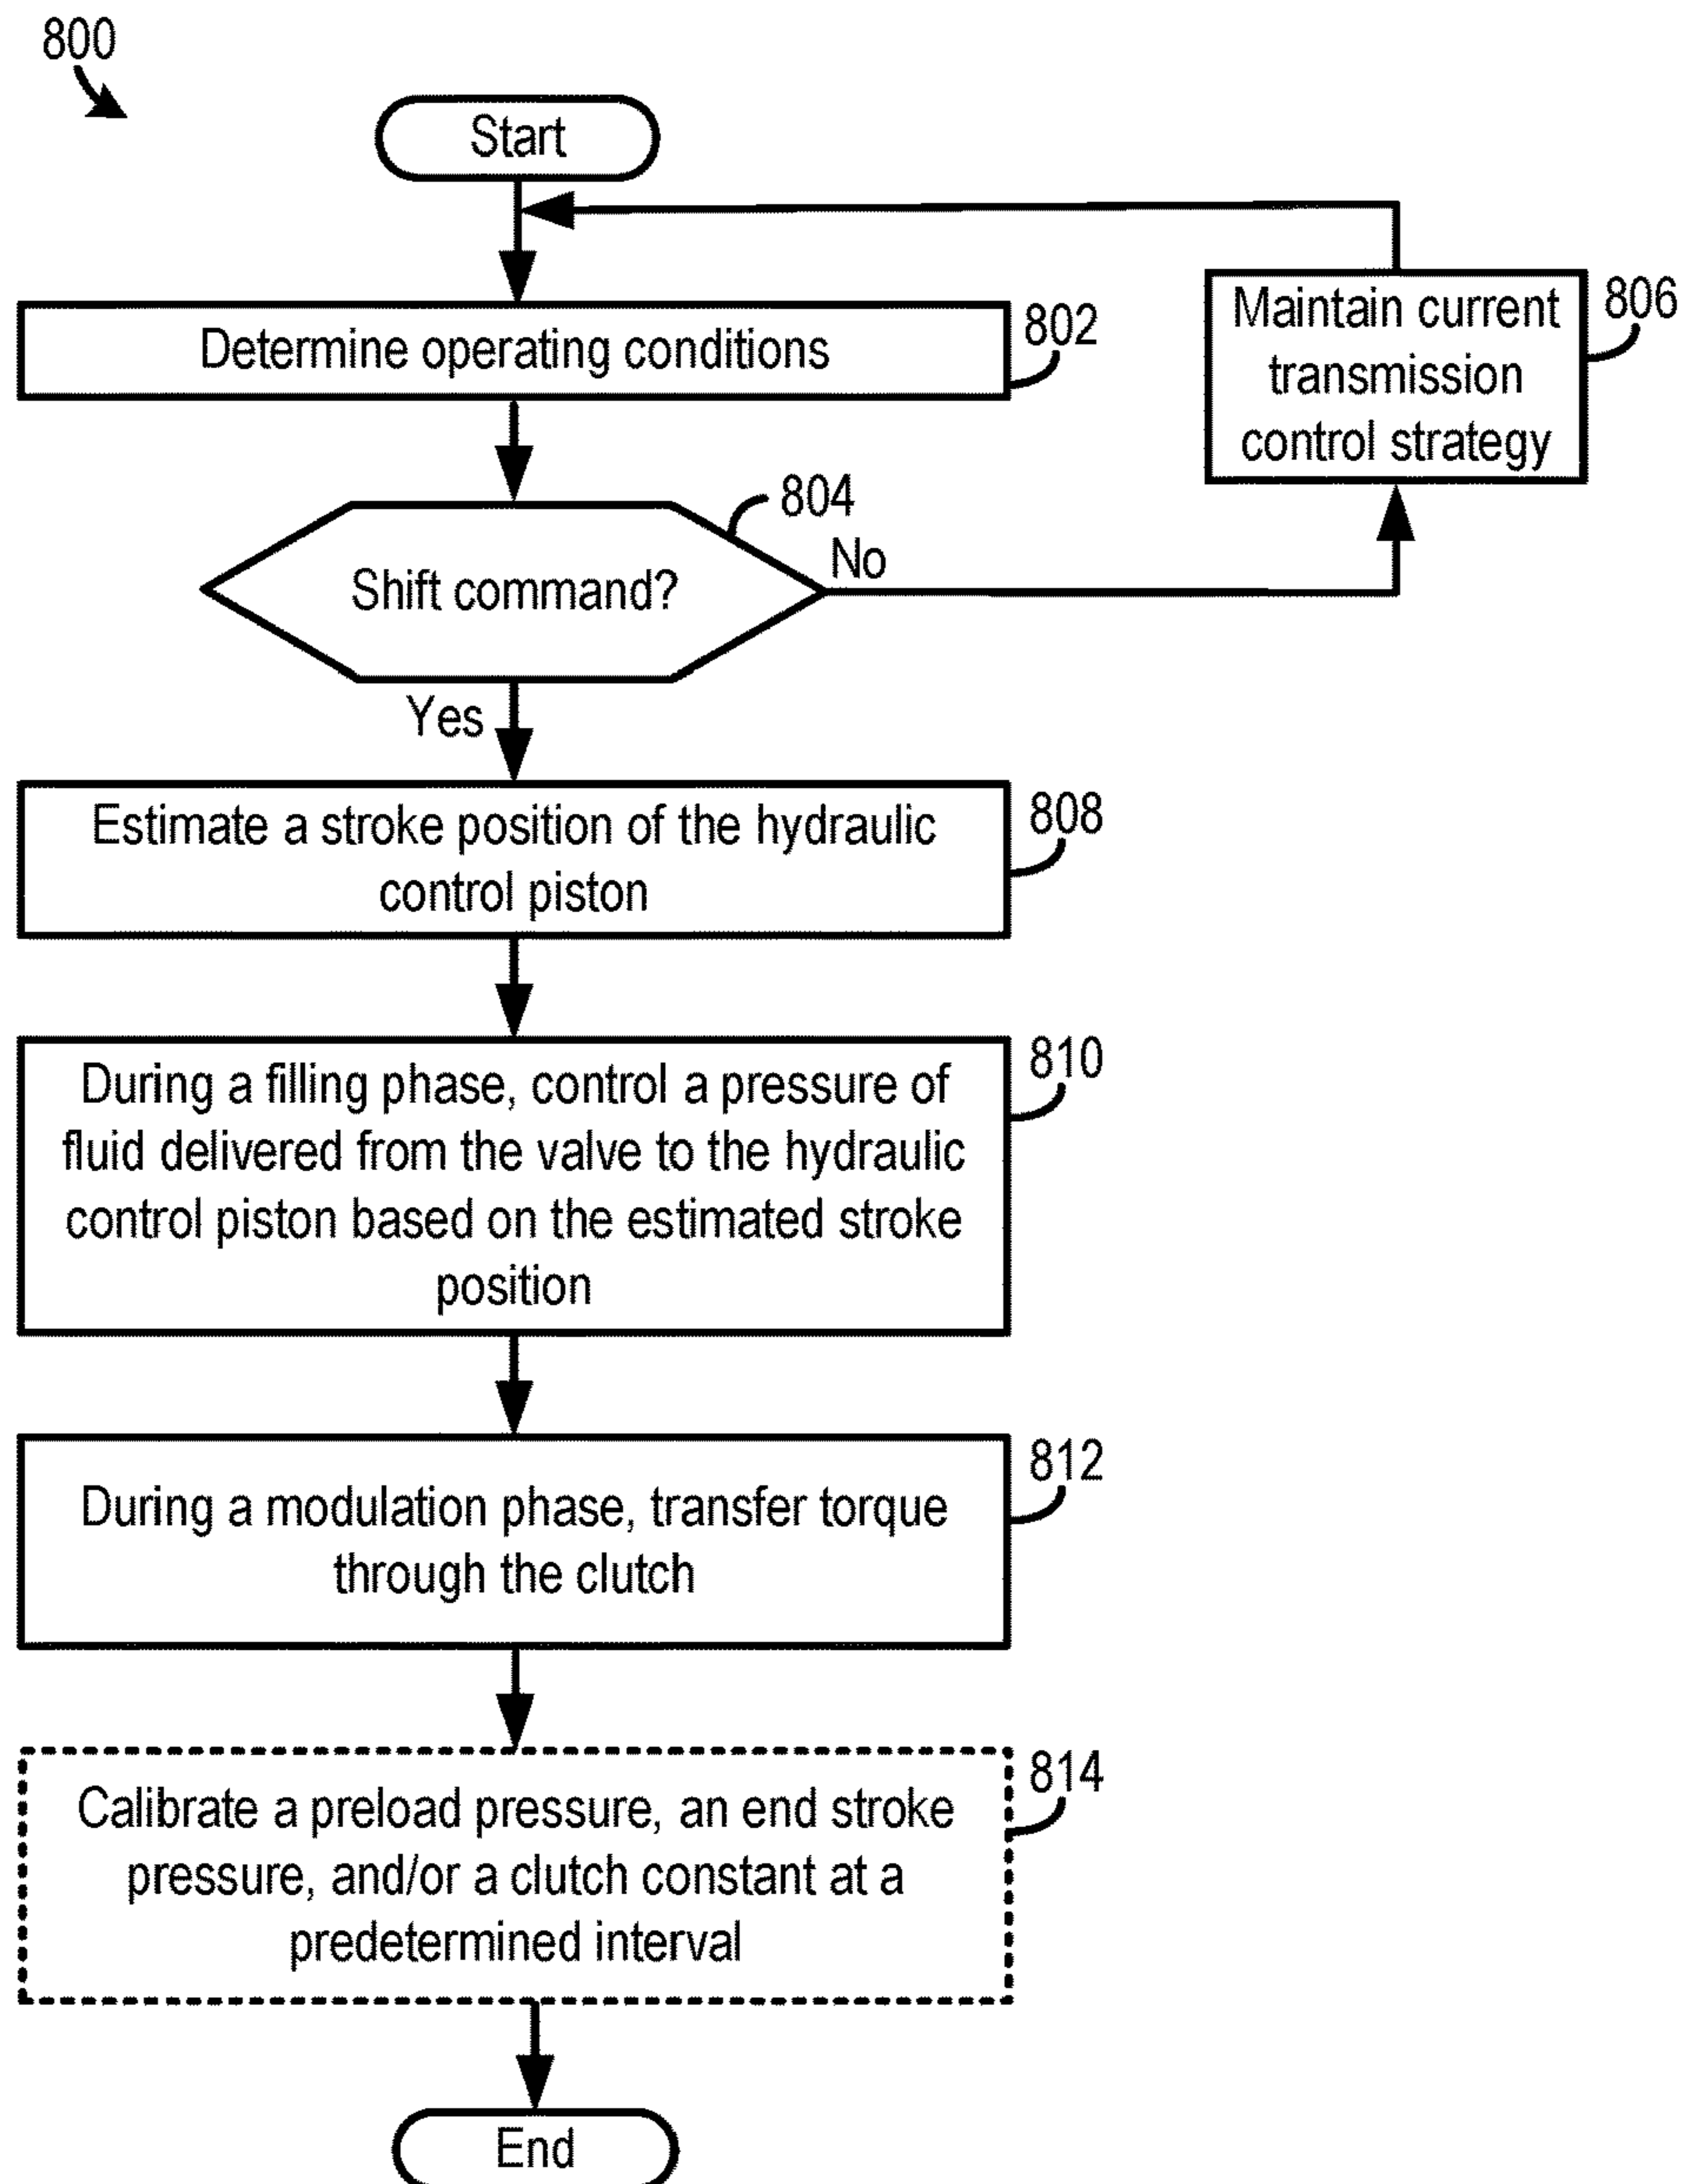 800
Start
Determine operating conditions
802
Maintain current
transmission
control strategy
806
804
Shift command?
No
Yes
Estimate a stroke position of the hydraulic
control piston
808
During a filling phase, control a pressure of
fluid delivered from the valve to the hydraulic
control piston based on the estimated stroke
position
810
During a modulation phase, transfer torque
through the clutch
812
Calibrate a preload pressure, an end stroke
pressure, and/or a clutch constant at a
predetermined interval
814
End